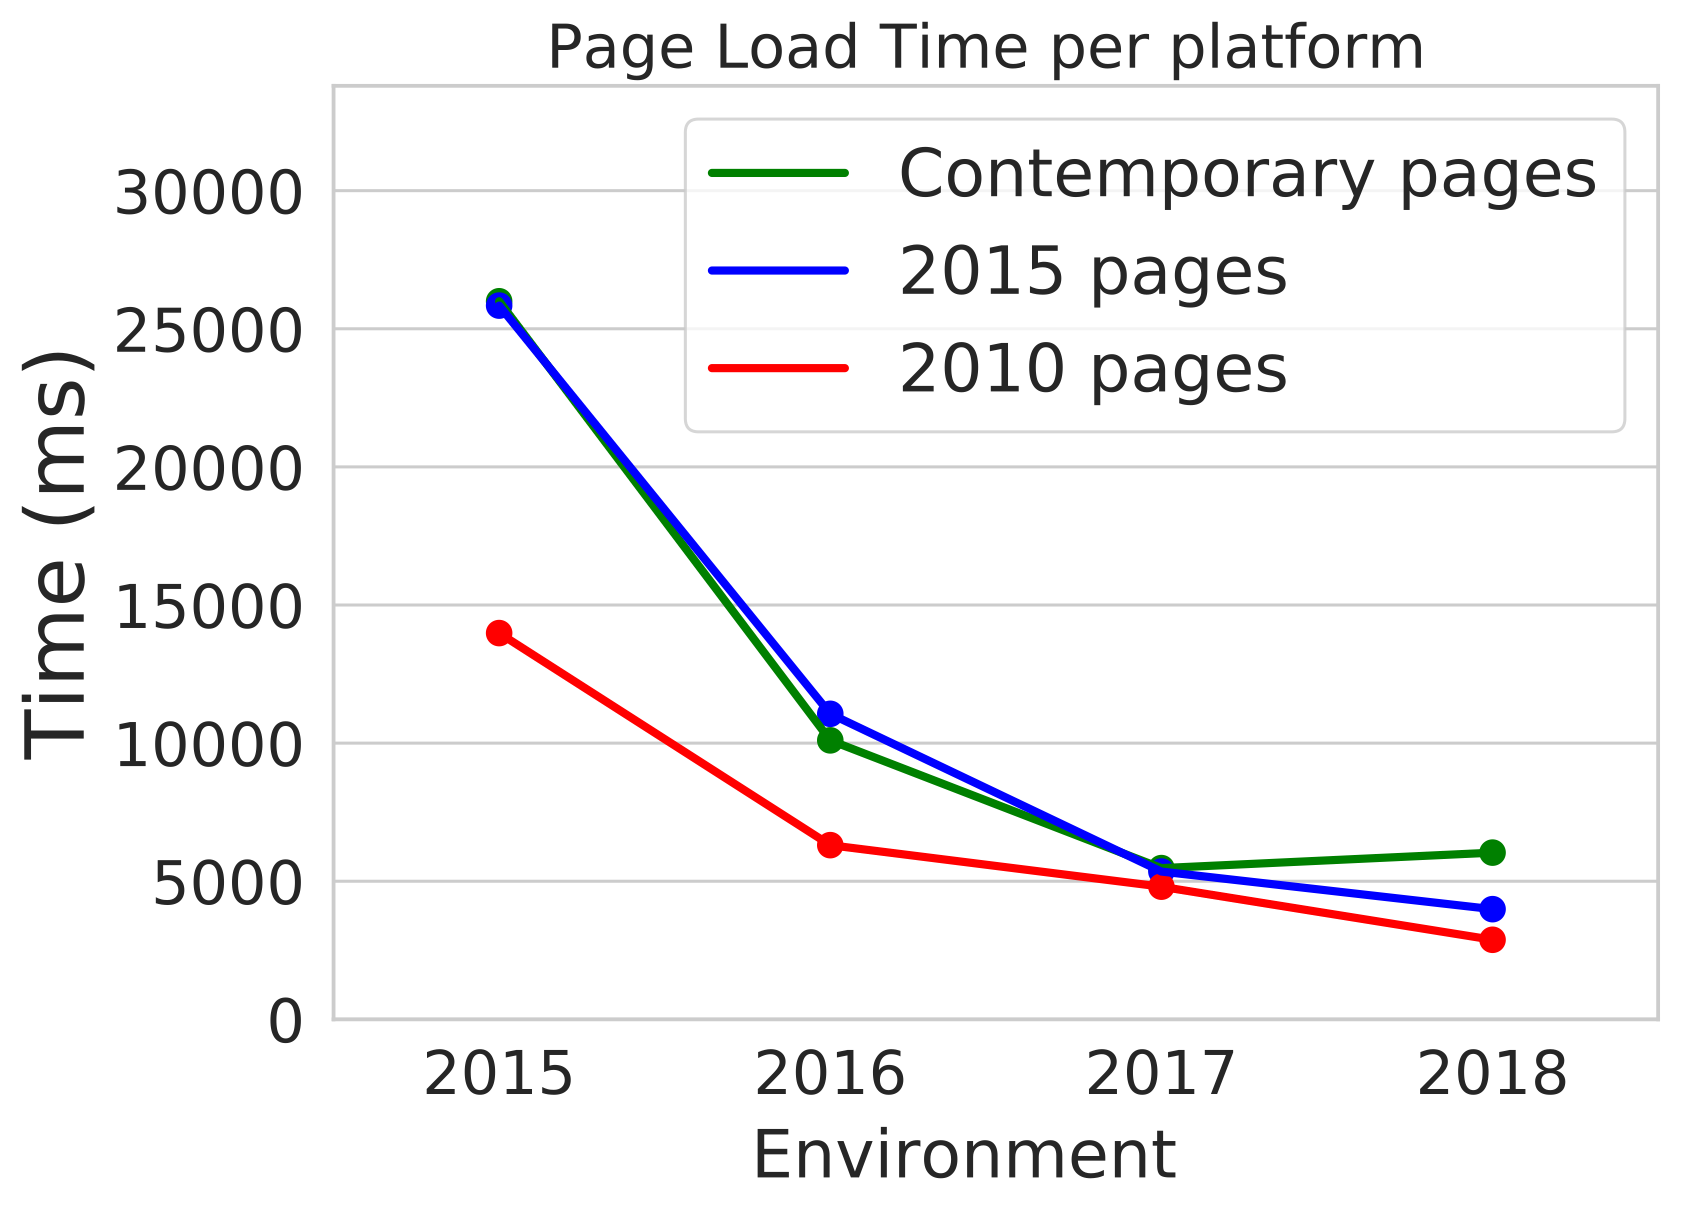 Page Load Time per platform
Contemporary pages
2015 pages
2010 pages
Time (ms)
30000
25000
20000
15000
10000
5000
0
2015 2016 2017 2018
Environment